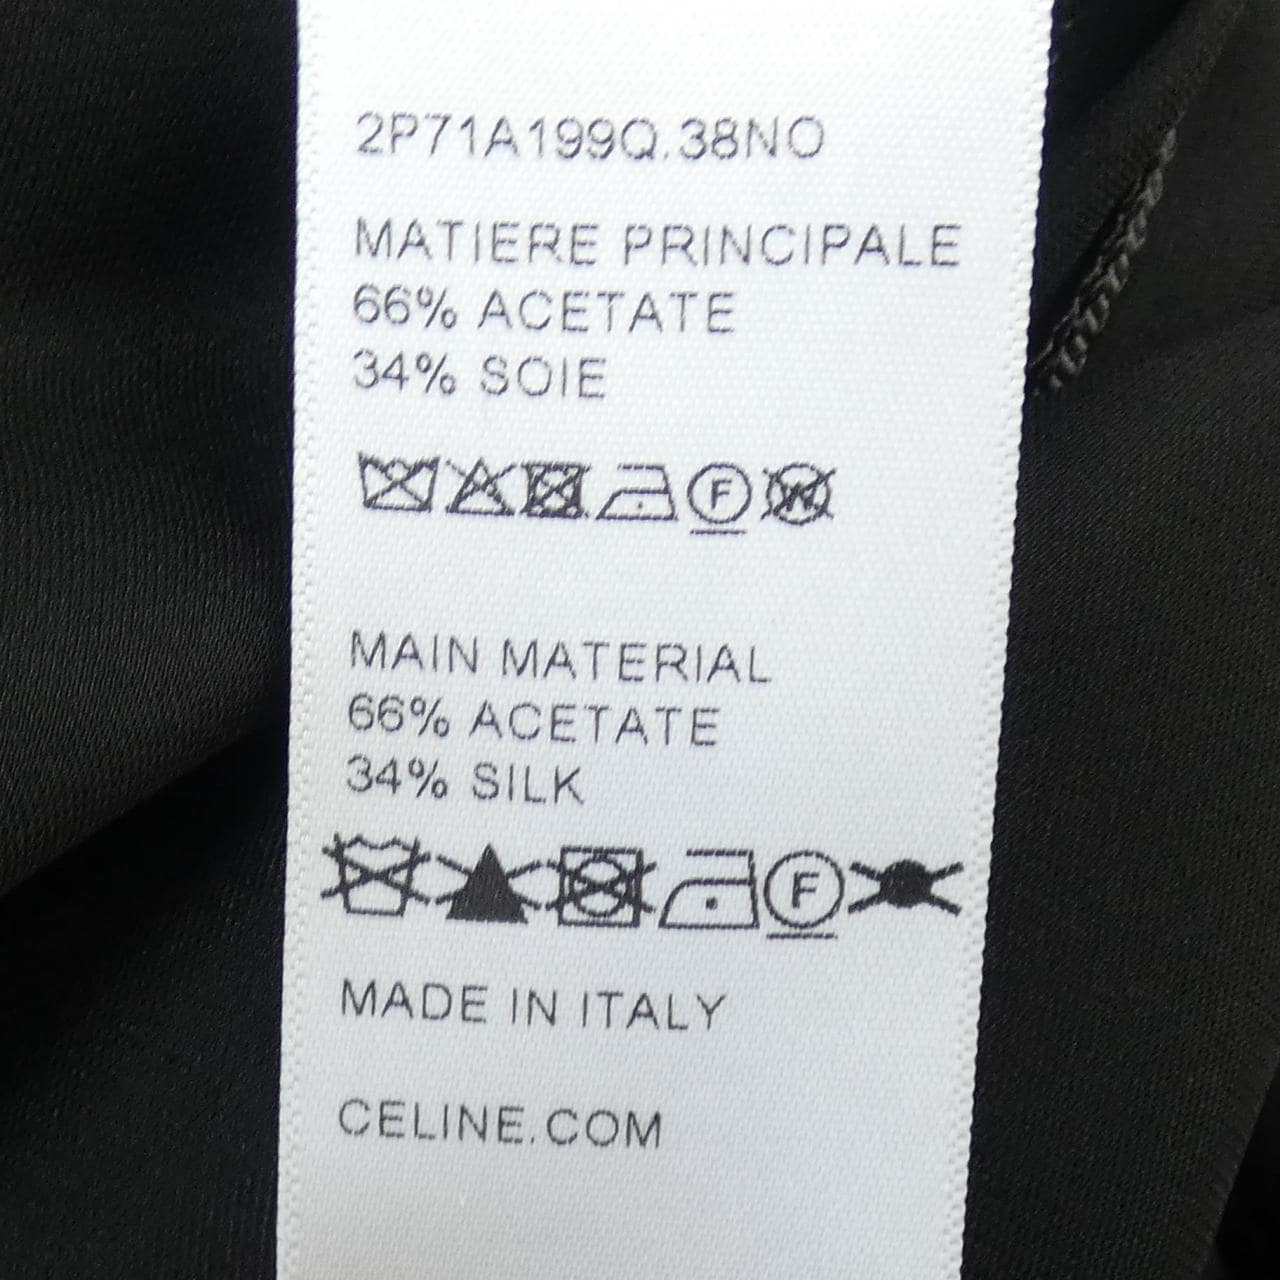 2P71A199Q.38NO
MATIERE PRINCIPALE
66% ACETATE
34% SOIE
F W
MAIN MATERIAL
66% ACETATE
34% SILK
F
MADE IN ITALY
CELINE.COM